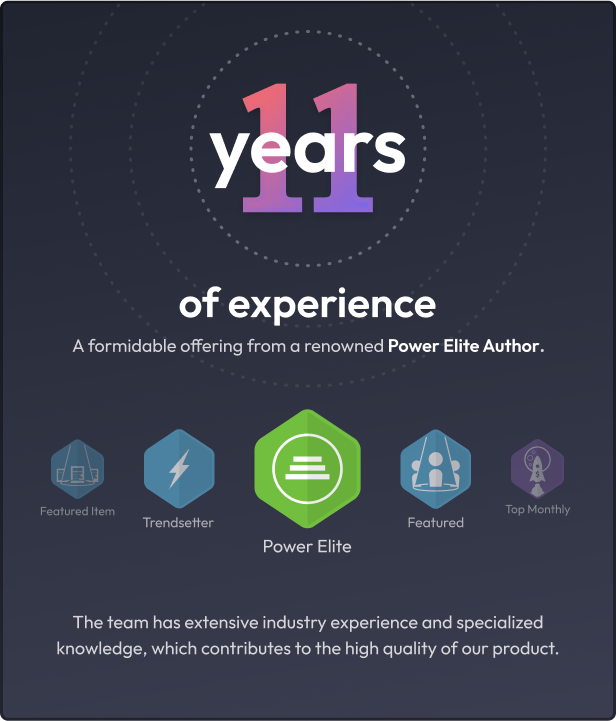 11
years
of experience
A formidable offering from a renowned Power Elite Author.
Featured Item
Trendsetter
Power Elite
Featured
Top Monthly
The team has extensive industry experience and specialized
knowledge, which contributes to the high quality of our product.